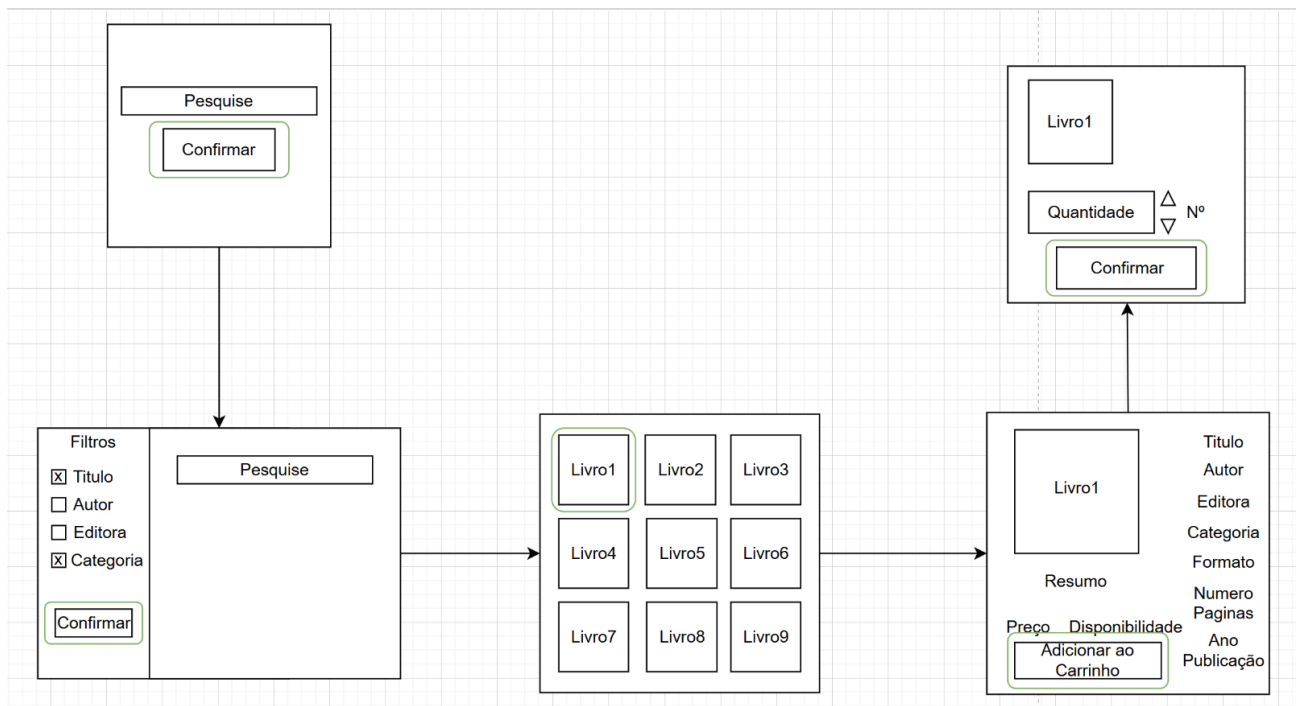 Pesquise
Confirmar
Filtros
X Titulo
Autor
Editora
X Categoria
Confirmar
Pesquise
Livro1
Livro2
Livro3
Livro4
Livro5
Livro6
Livro7
Livro8
Livro9
Livro1
Titulo
Autor
Editora
Categoria
Formato
Numero
Paginas
Ano
Publicação
Resumo
Preço
Disponibilidade
Adicionar ao
Carrinho
Livro1
Quantidade
Nº
Confirmar